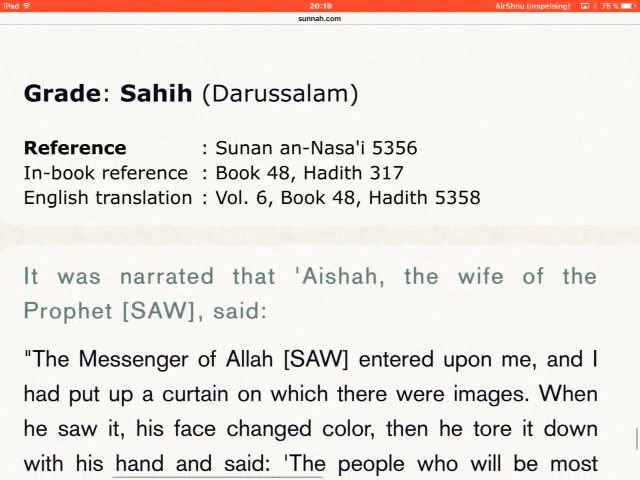 iPad 20:19 AirShou (Inspelning) 75 %
sunnah.com
Grade: Sahih (Darussalam)
Reference : Sunan an-Nasa'i 5356
In-book reference : Book 48, Hadith 317
English translation : Vol. 6, Book 48, Hadith 5358
It was narrated that 'Aishah, the wife of the
Prophet [SAW], said:
"The Messenger of Allah [SAW] entered upon me, and I
had put up a curtain on which there were images. When
he saw it, his face changed color, then he tore it down
with his hand and said: 'The people who will be most